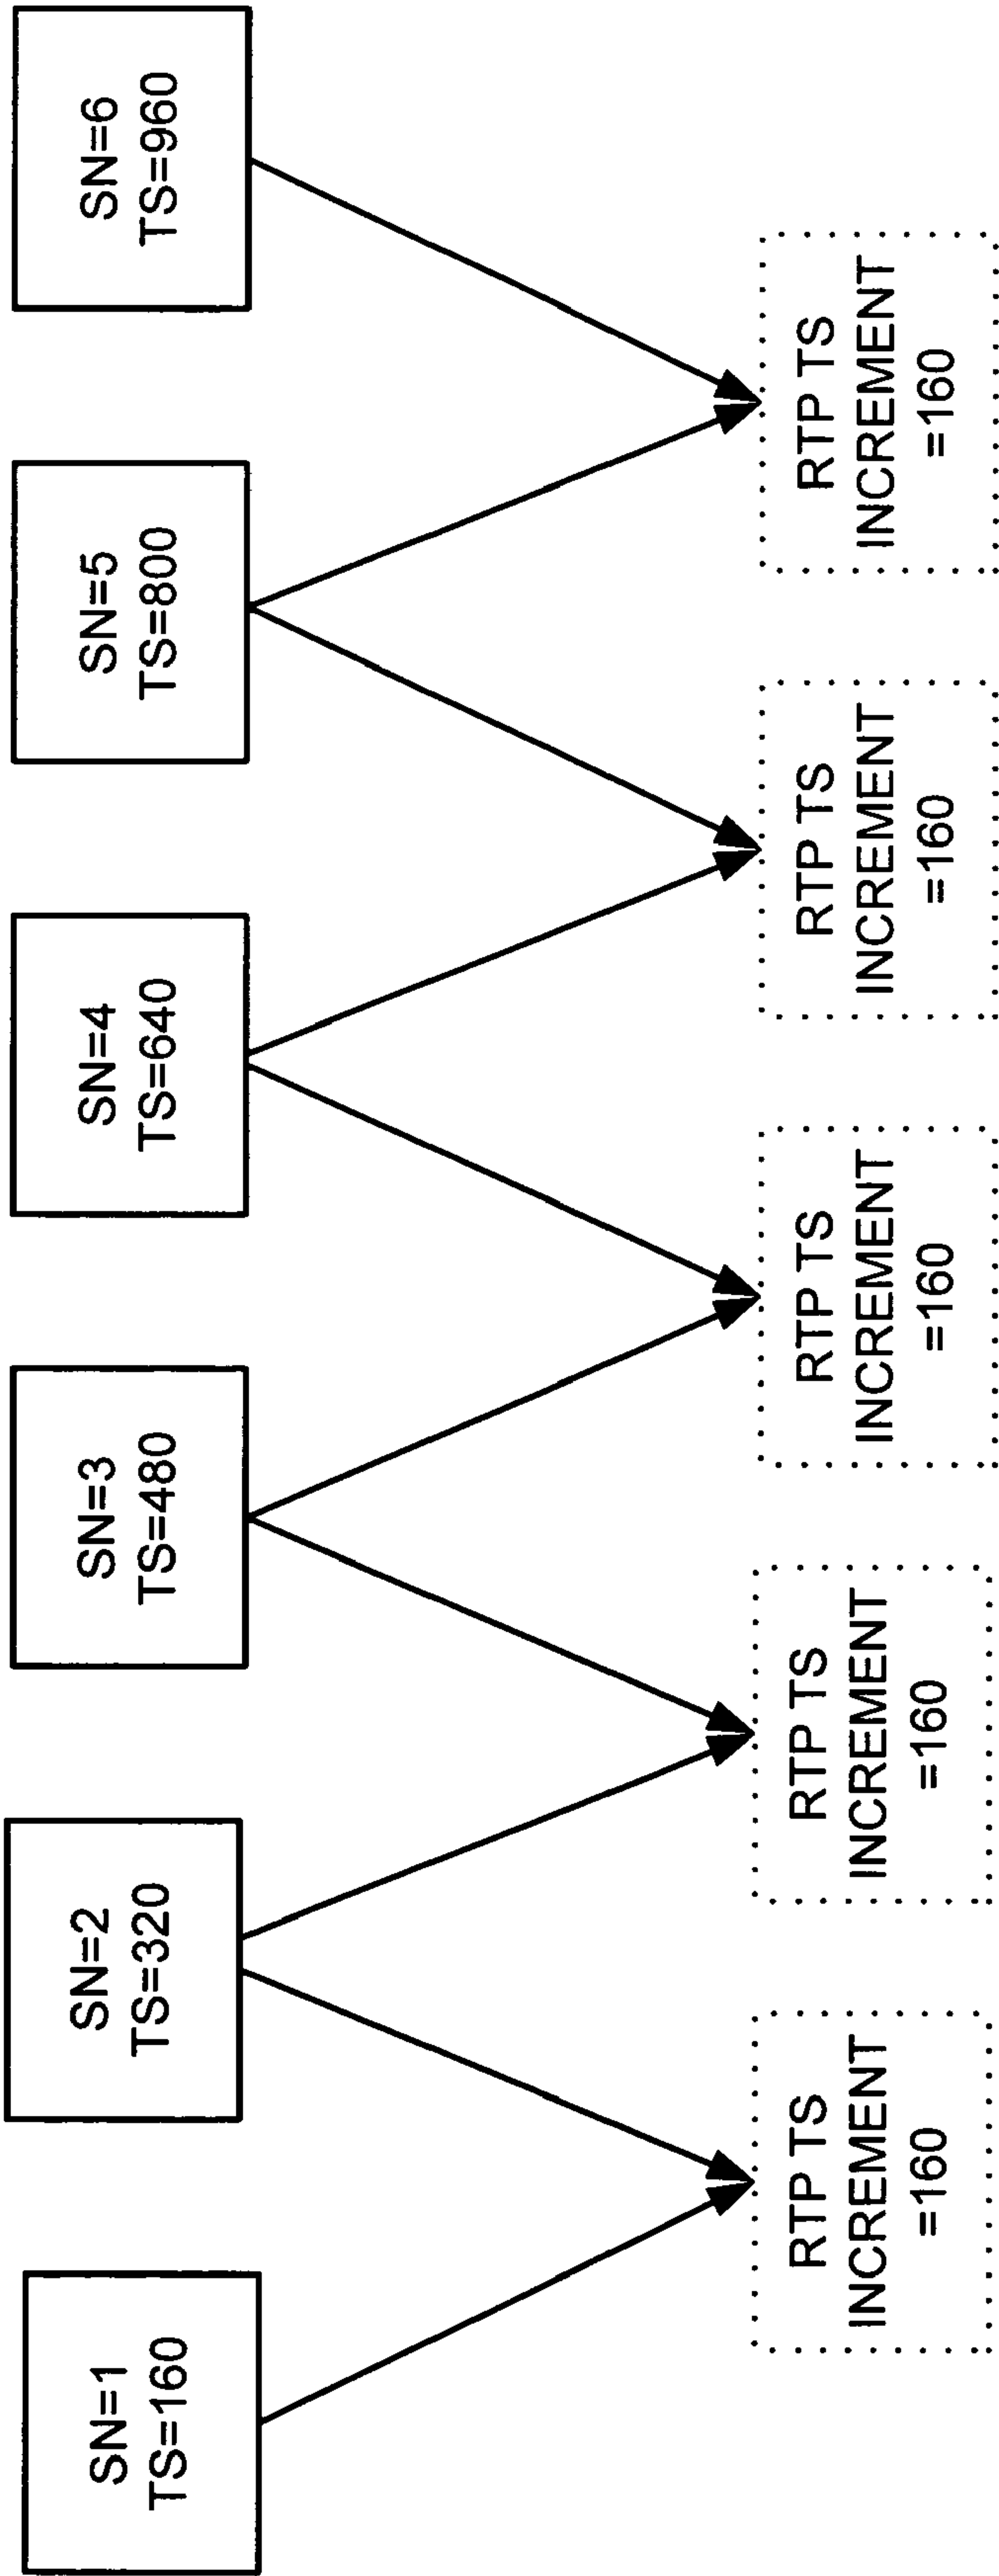 SN=1
TS=160
SN=2
TS=320
SN=3
TS=480
SN=4
TS=640
SN=5
TS=800
SN=6
TS=960
RTP TS
INCREMENT
=160
RTP TS
INCREMENT
=160
RTP TS
INCREMENT
=160
RTP TS
INCREMENT
=160
RTP TS
INCREMENT
=160